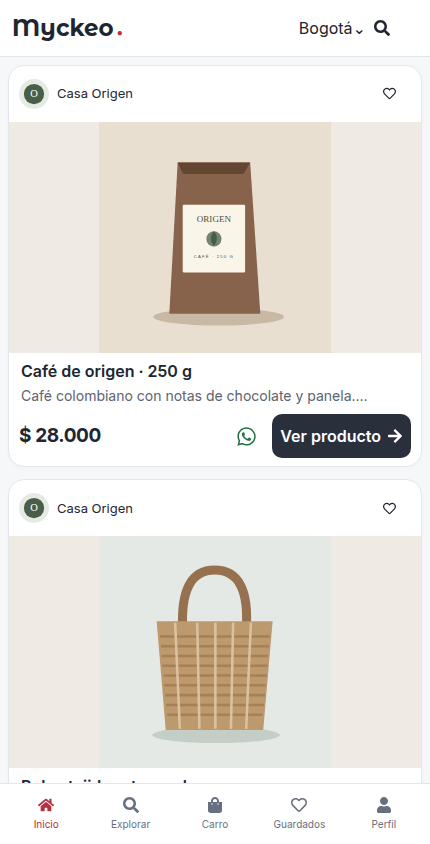 Myckeo.
Bogotá
Casa Origen
ORIGEN
CAFÉ · 250 G
Café de origen · 250 g
Café colombiano con notas de chocolate y panela....
$ 28.000
Ver producto
Casa Origen
Inicio
Explorar
Carro
Guardados
Perfil